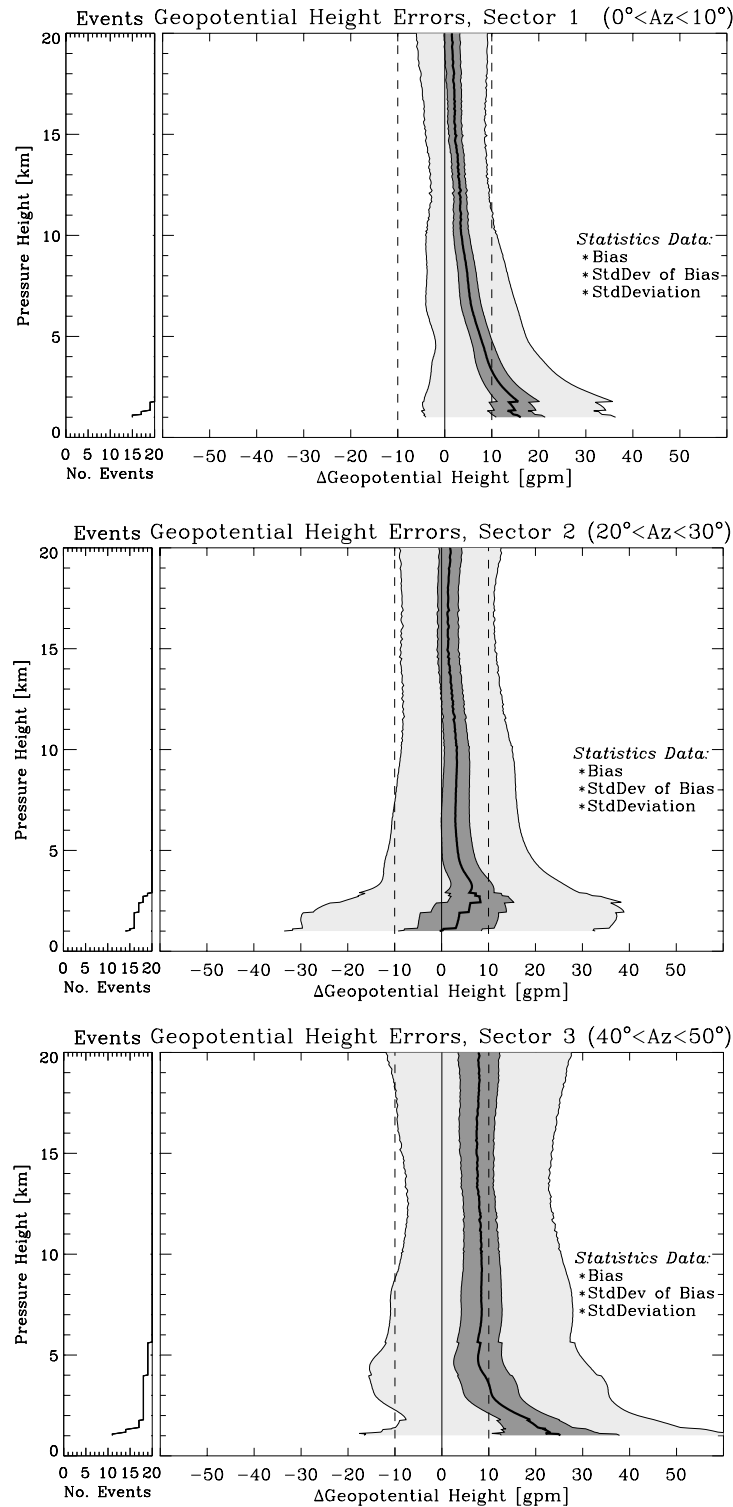 Events Geopotential Height Errors, Sector 1 (0°<Az<10°)
20
15
10
5
0
Pressure Height [km]
Statistics Data:
*Bias
*StdDev of Bias
*StdDeviation
0 5 10 15 20 -50 -40 -30 -20 -10 0 10 20 30 40 50 60
No. Events ΔGeopotential Height [gpm]
Events Geopotential Height Errors, Sector 2 (20°<Az<30°)
20
15
10
5
0
Pressure Height [km]
Statistics Data:
*Bias
*StdDev of Bias
*StdDeviation
0 5 10 15 20 -50 -40 -30 -20 -10 0 10 20 30 40 50
No. Events ΔGeopotential Height [gpm]
Events Geopotential Height Errors, Sector 3 (40°<Az<50°)
20
15
10
5
0
Pressure Height [km]
Statistics Data:
*Bias
*StdDev of Bias
*StdDeviation
0 5 10 15 20 -50 -40 -30 -20 -10 0 10 20 30 40 50
No. Events ΔGeopotential Height [gpm]